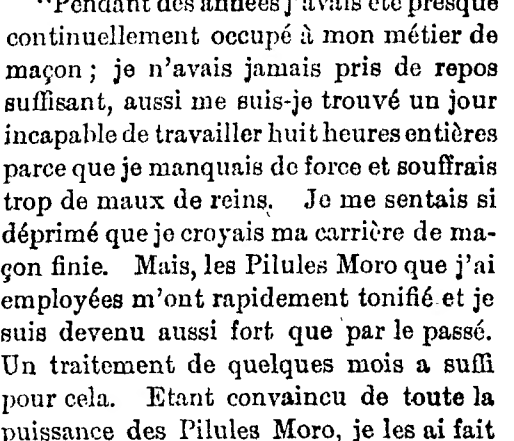 "Pendant des années j'avais été presque
continuellement occupé à mon métier de
maçon ; je n'avais jamais pris de repos
suffisant, aussi me suis-je trouvé un jour
incapable de travailler huit heures entières
parce que je manquais de force et souffrais
trop de maux de reins. Je me sentais si
déprimé que je croyais ma carrière de ma-
çon finie. Mais, les Pilules Moro que j'ai
employées m'ont rapidement tonifié et je
suis devenu aussi fort que par le passé.
Un traitement de quelques mois a suffi
pour cela. Etant convaincu de toute la
puissance des Pilules Moro, je les ai fait